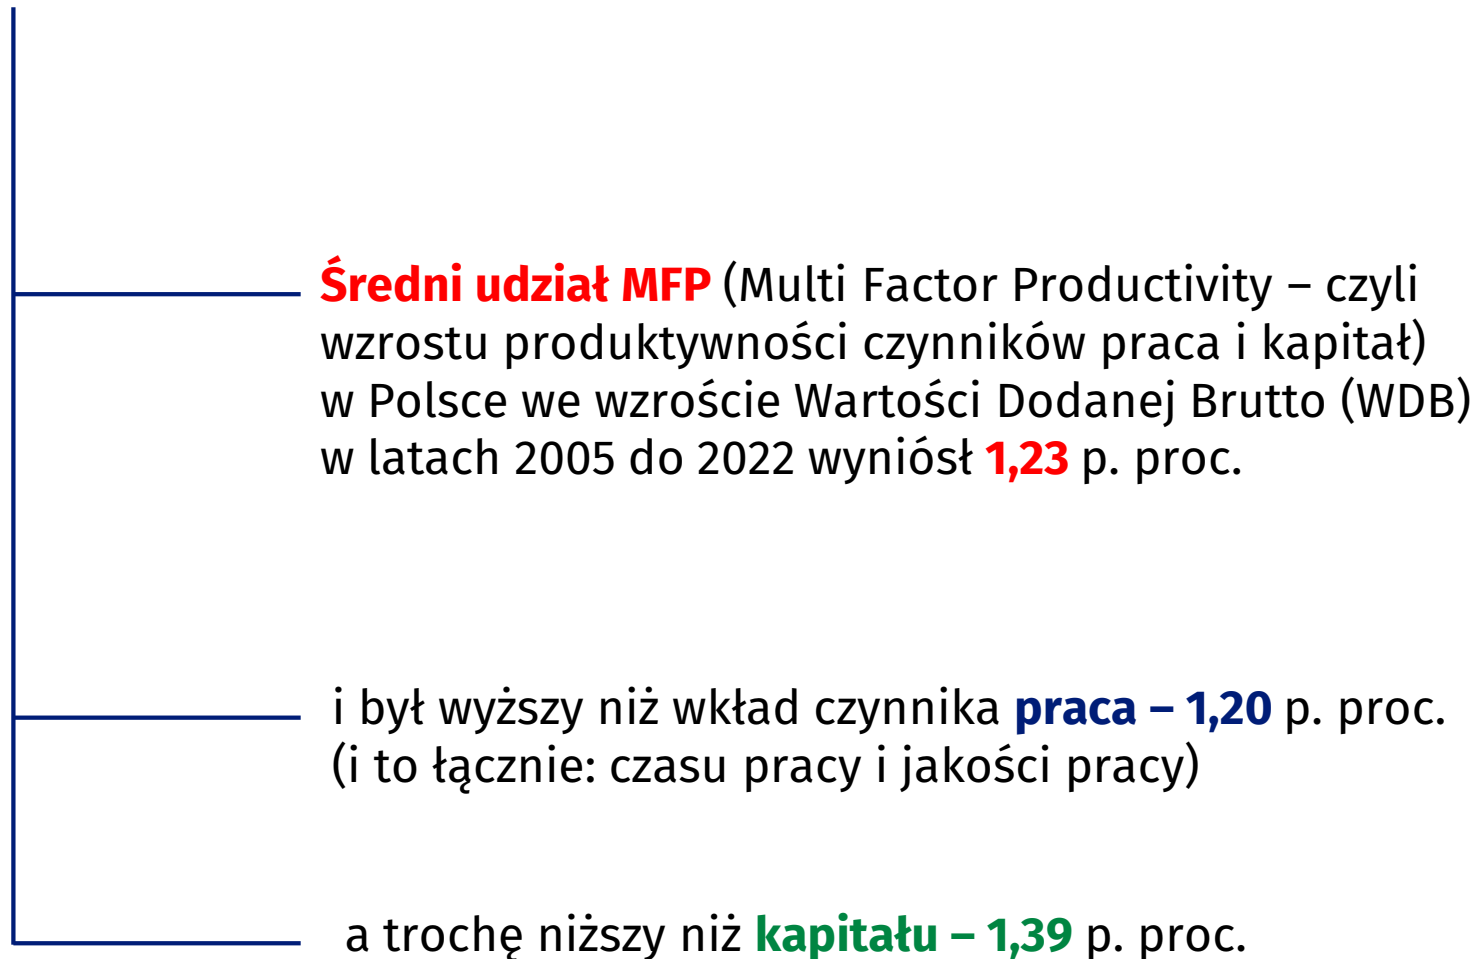 Średni udział MFP (Multi Factor Productivity – czyli
wzrostu produktywności czynników praca i kapitał)
w Polsce we wzroście Wartości Dodanej Brutto (WDB)
w latach 2005 do 2022 wyniósł 1,23 p. proc.
i był wyższy niż wkład czynnika praca – 1,20 p. proc.
(i to łącznie: czasu pracy i jakości pracy)
a trochę niższy niż kapitału – 1,39 p. proc.